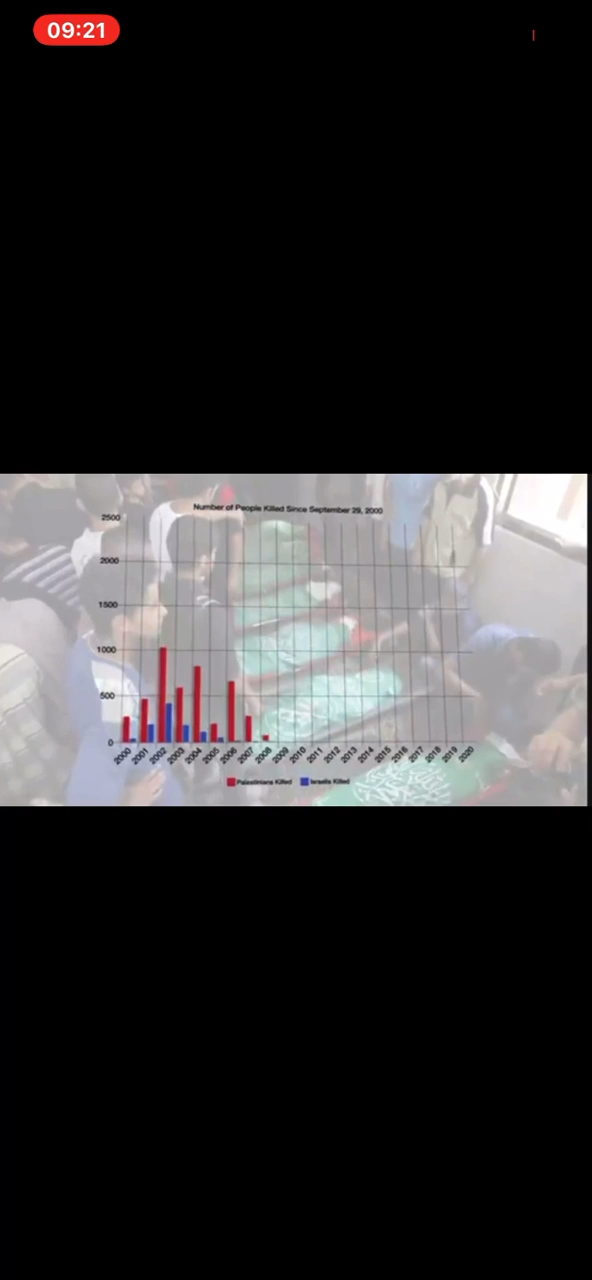 09:21
Number of People Killed Since September 29, 2000
2500
2000
1500
1000
500
0
2000 2001 2002 2003 2004 2005 2006 2007 2008 2009 2010 2011 2012 2013 2014 2015 2016 2017 2018 2019 2020
Palestinians Killed Israelis Killed